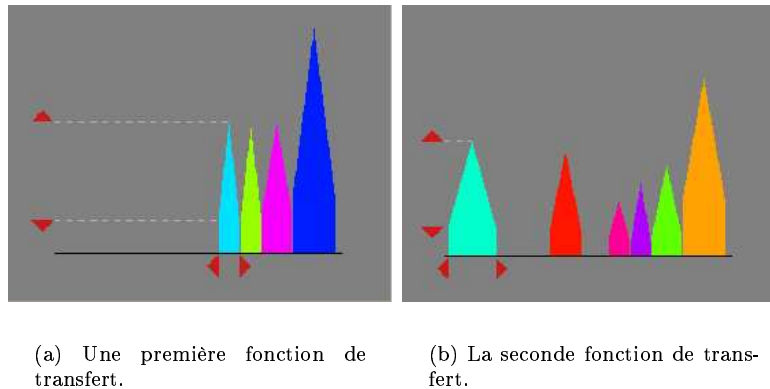 (a) Une première fonction de
transfert.
(b) La seconde fonction de trans-
fert.